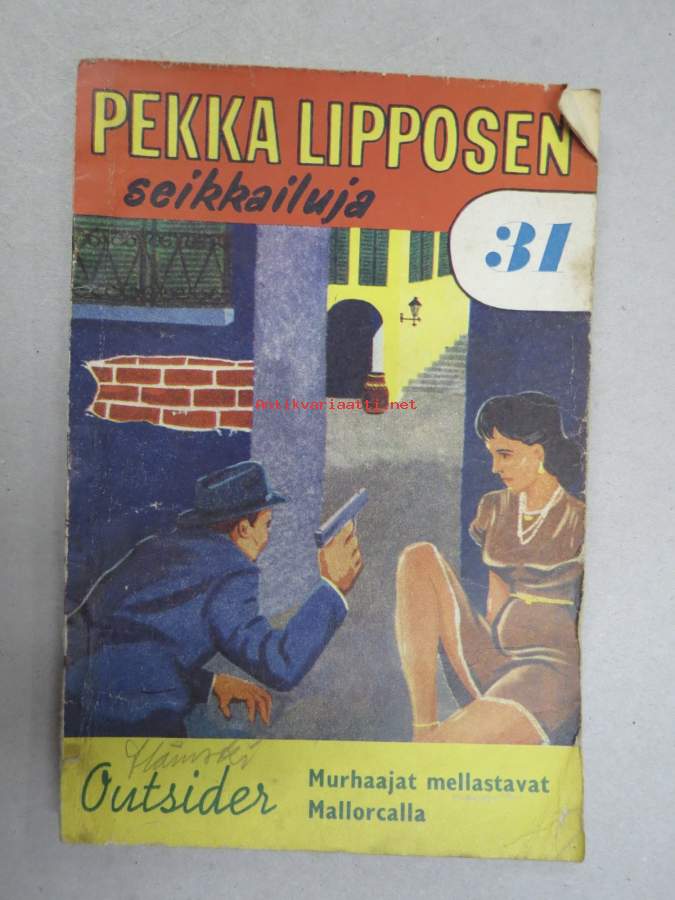 PEKKA LIPPOSEN
seikkailuja
31
Antikvariaatti.net
Outsider
Murhaajat mellastavat
Mallorcalla